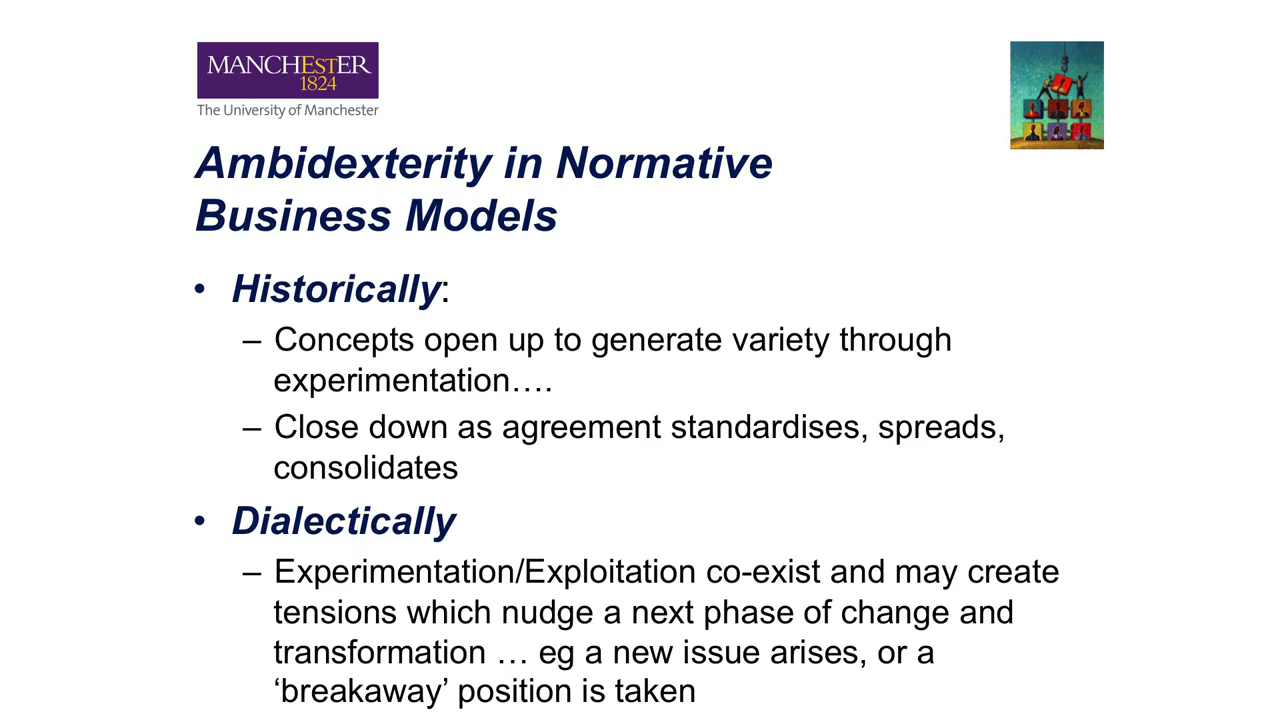 MANCHESTER
1824
The University of Manchester
Ambidexterity in Normative
Business Models
• Historically:
– Concepts open up to generate variety through
experimentation….
– Close down as agreement standardises, spreads,
consolidates
• Dialectically
– Experimentation/Exploitation co-exist and may create
tensions which nudge a next phase of change and
transformation … eg a new issue arises, or a
‘breakaway’ position is taken